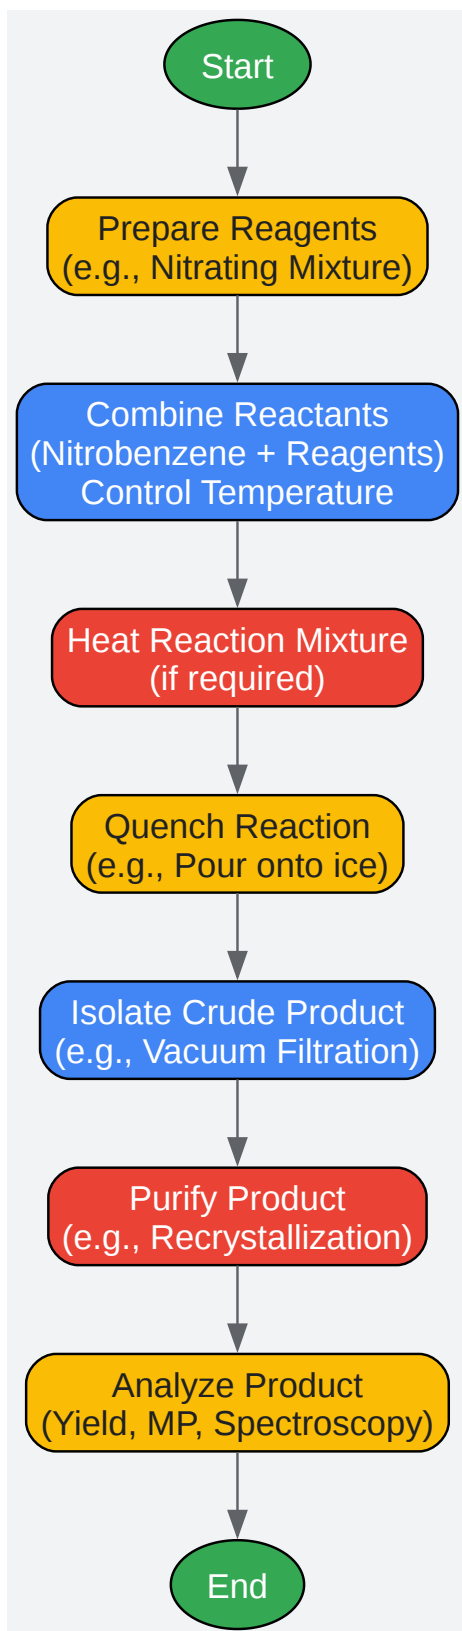 Start
Prepare Reagents
(e.g., Nitrating Mixture)
Combine Reactants
(Nitrobenzene + Reagents)
Control Temperature
Heat Reaction Mixture
(if required)
Quench Reaction
(e.g., Pour onto ice)
Isolate Crude Product
(e.g., Vacuum Filtration)
Purify Product
(e.g., Recrystallization)
Analyze Product
(Yield, MP, Spectroscopy)
End